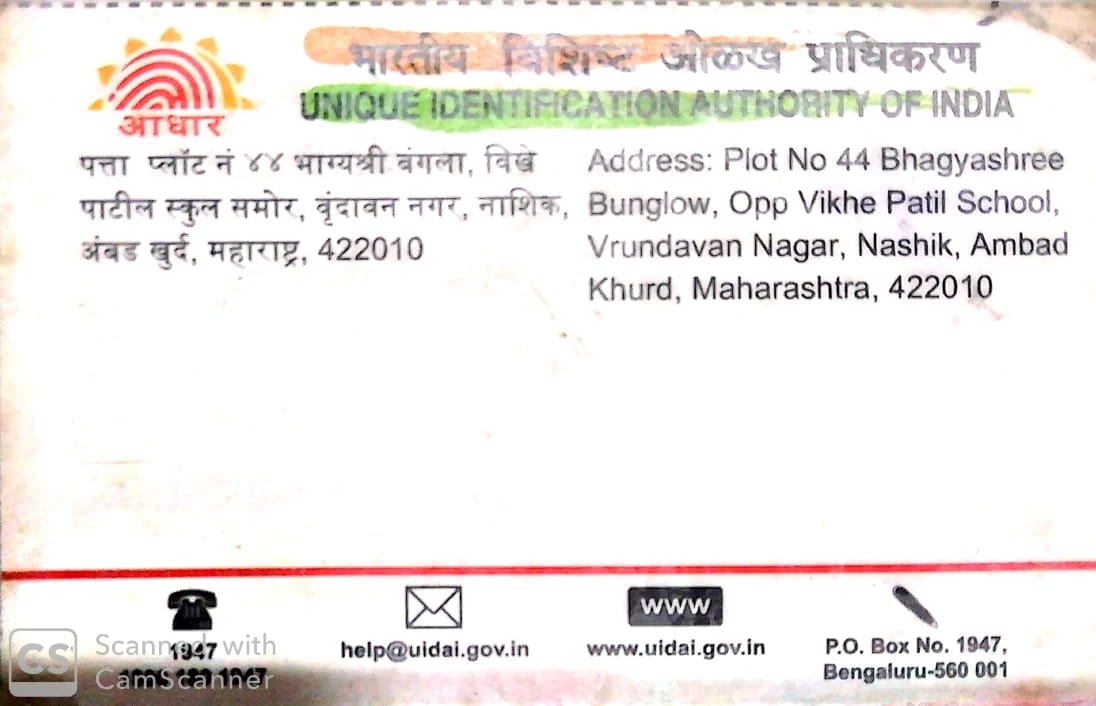 भारतीय विशिष्ट ओळख प्राधिकरण
UNIQUE IDENTIFICATION AUTHORITY OF INDIA
आधार
पत्ता प्लॉट नं ४४ भाग्यश्री बंगला, विखे
पाटील स्कुल समोर, वृंदावन नगर, नाशिक,
अंबड खुर्द, महाराष्ट्र, 422010
Address: Plot No 44 Bhagyashree
Bunglow, Opp Vikhe Patil School,
Vrundavan Nagar, Nashik, Ambad
Khurd, Maharashtra, 422010
1947
help@uidai.gov.in
www
www.uidai.gov.in
P.O. Box No. 1947,
Bengaluru-560 001
CS
Scanned with
CamScanner